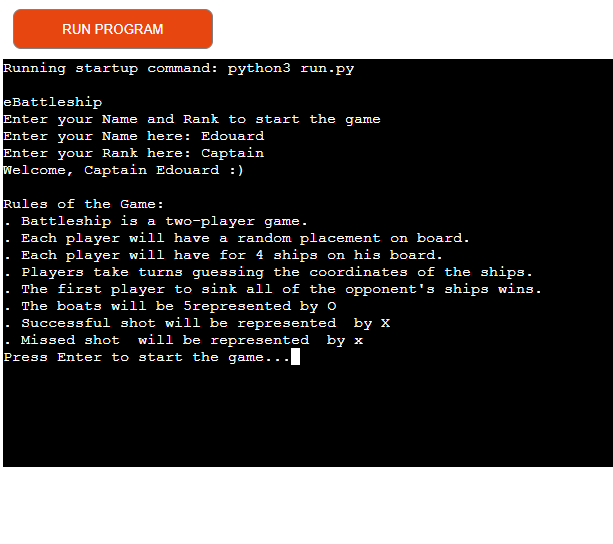 RUN PROGRAM
Running startup command: python3 run.py
eBattleship
Enter your Name and Rank to start the game
Enter your Name here: Edouard
Enter your Rank here: Captain
Welcome, Captain Edouard :)
Rules of the Game:
. Battleship is a two-player game.
. Each player will have a random placement on board.
. Each player will have for 4 ships on his board.
. Players take turns guessing the coordinates of the ships.
. The first player to sink all of the opponent's ships wins.
. The boats will be 5represented by O
. Successful shot will be represented  by X
. Missed shot  will be represented  by x
Press Enter to start the game...